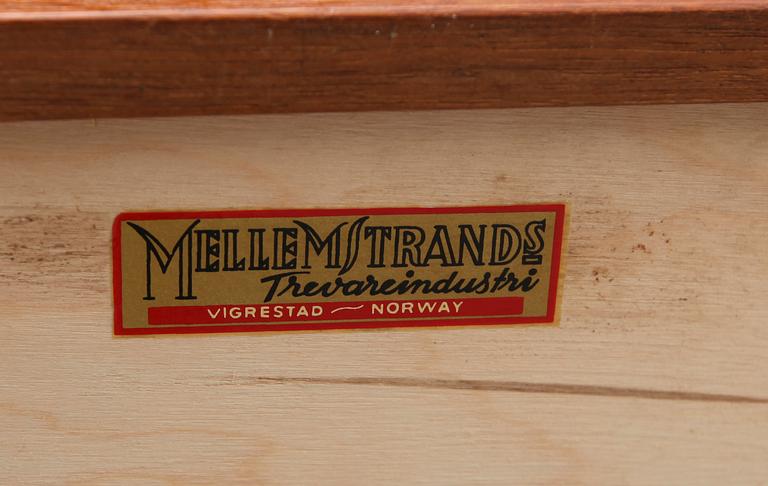 MELLEMSTRANDS
Trevareindustri
VIGRESTAD ~ NORWAY